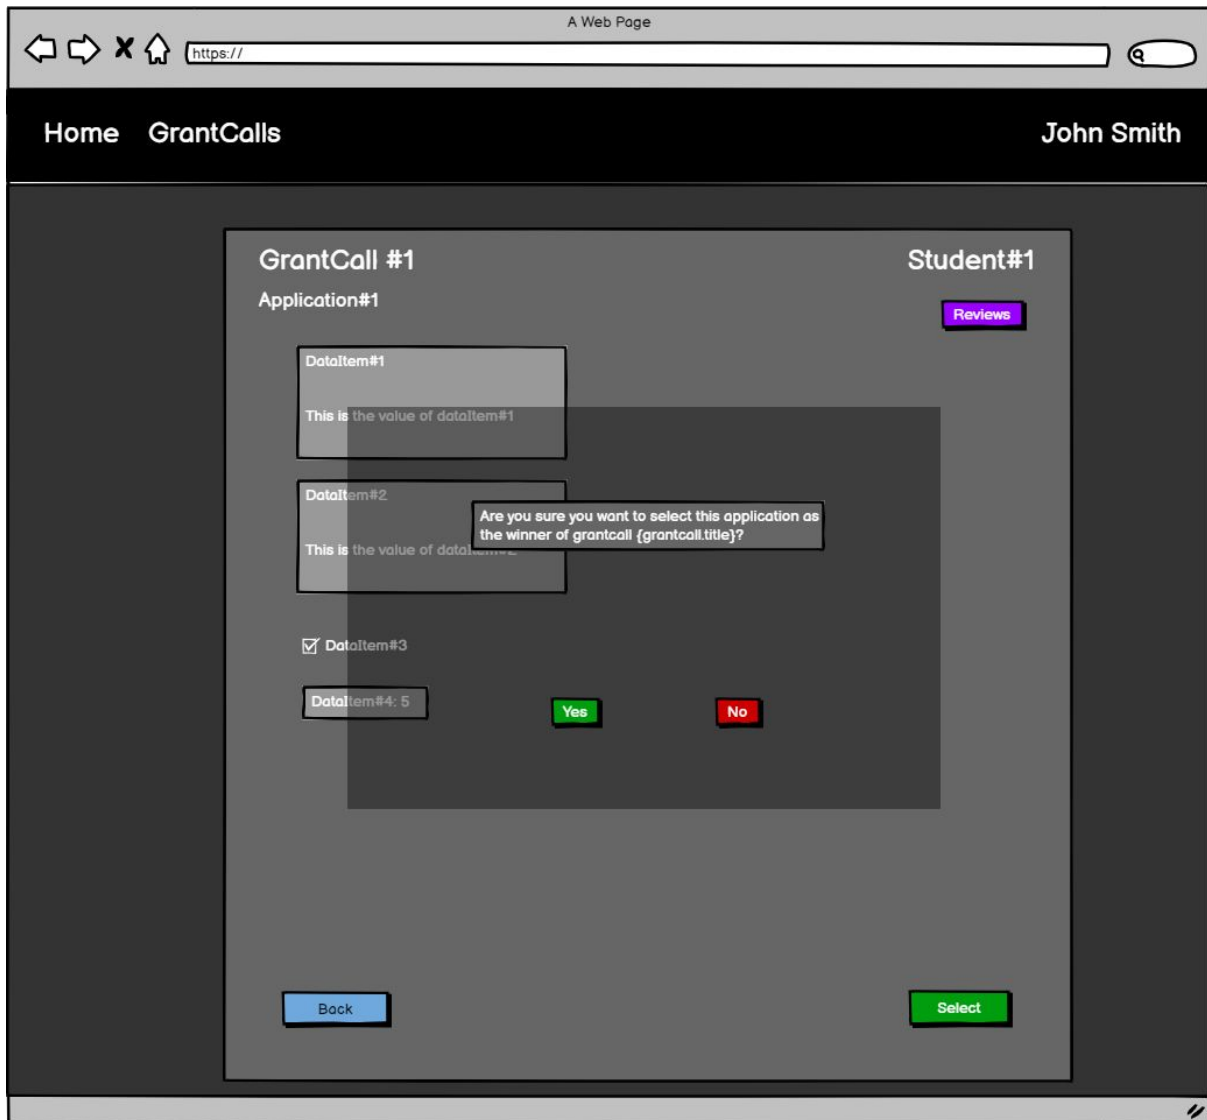 A Web Page
https://
Home GrantCalls John Smith
GrantCall #1 Student#1
Application#1
Reviews
DataItem#1
This is the value of dataItem#1
DataItem#2
Are you sure you want to select this application as
the winner of grantcall {grantcall.title}?
This is the value of dataItem#2
DataItem#3
DataItem#4: 5
Yes No
Back Select